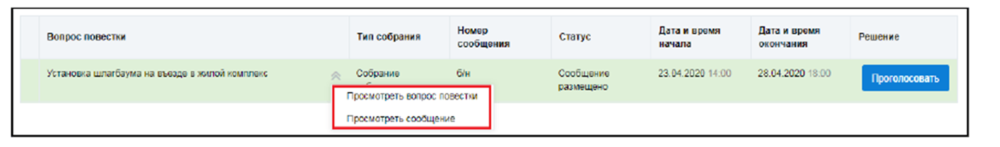 Вопрос повестки
Тип собрания
Номер
сообщения
Статус
Дата и время
начала
Дата и время
окончания
Решение
Установка шлагбаума на въезде в жилой комплекс
Собрание
б/н
Сообщение
размещено
23.04.2020 14:00
28.04.2020 18:00
Проголосовать
Просмотреть вопрос повестки
Просмотреть сообщение